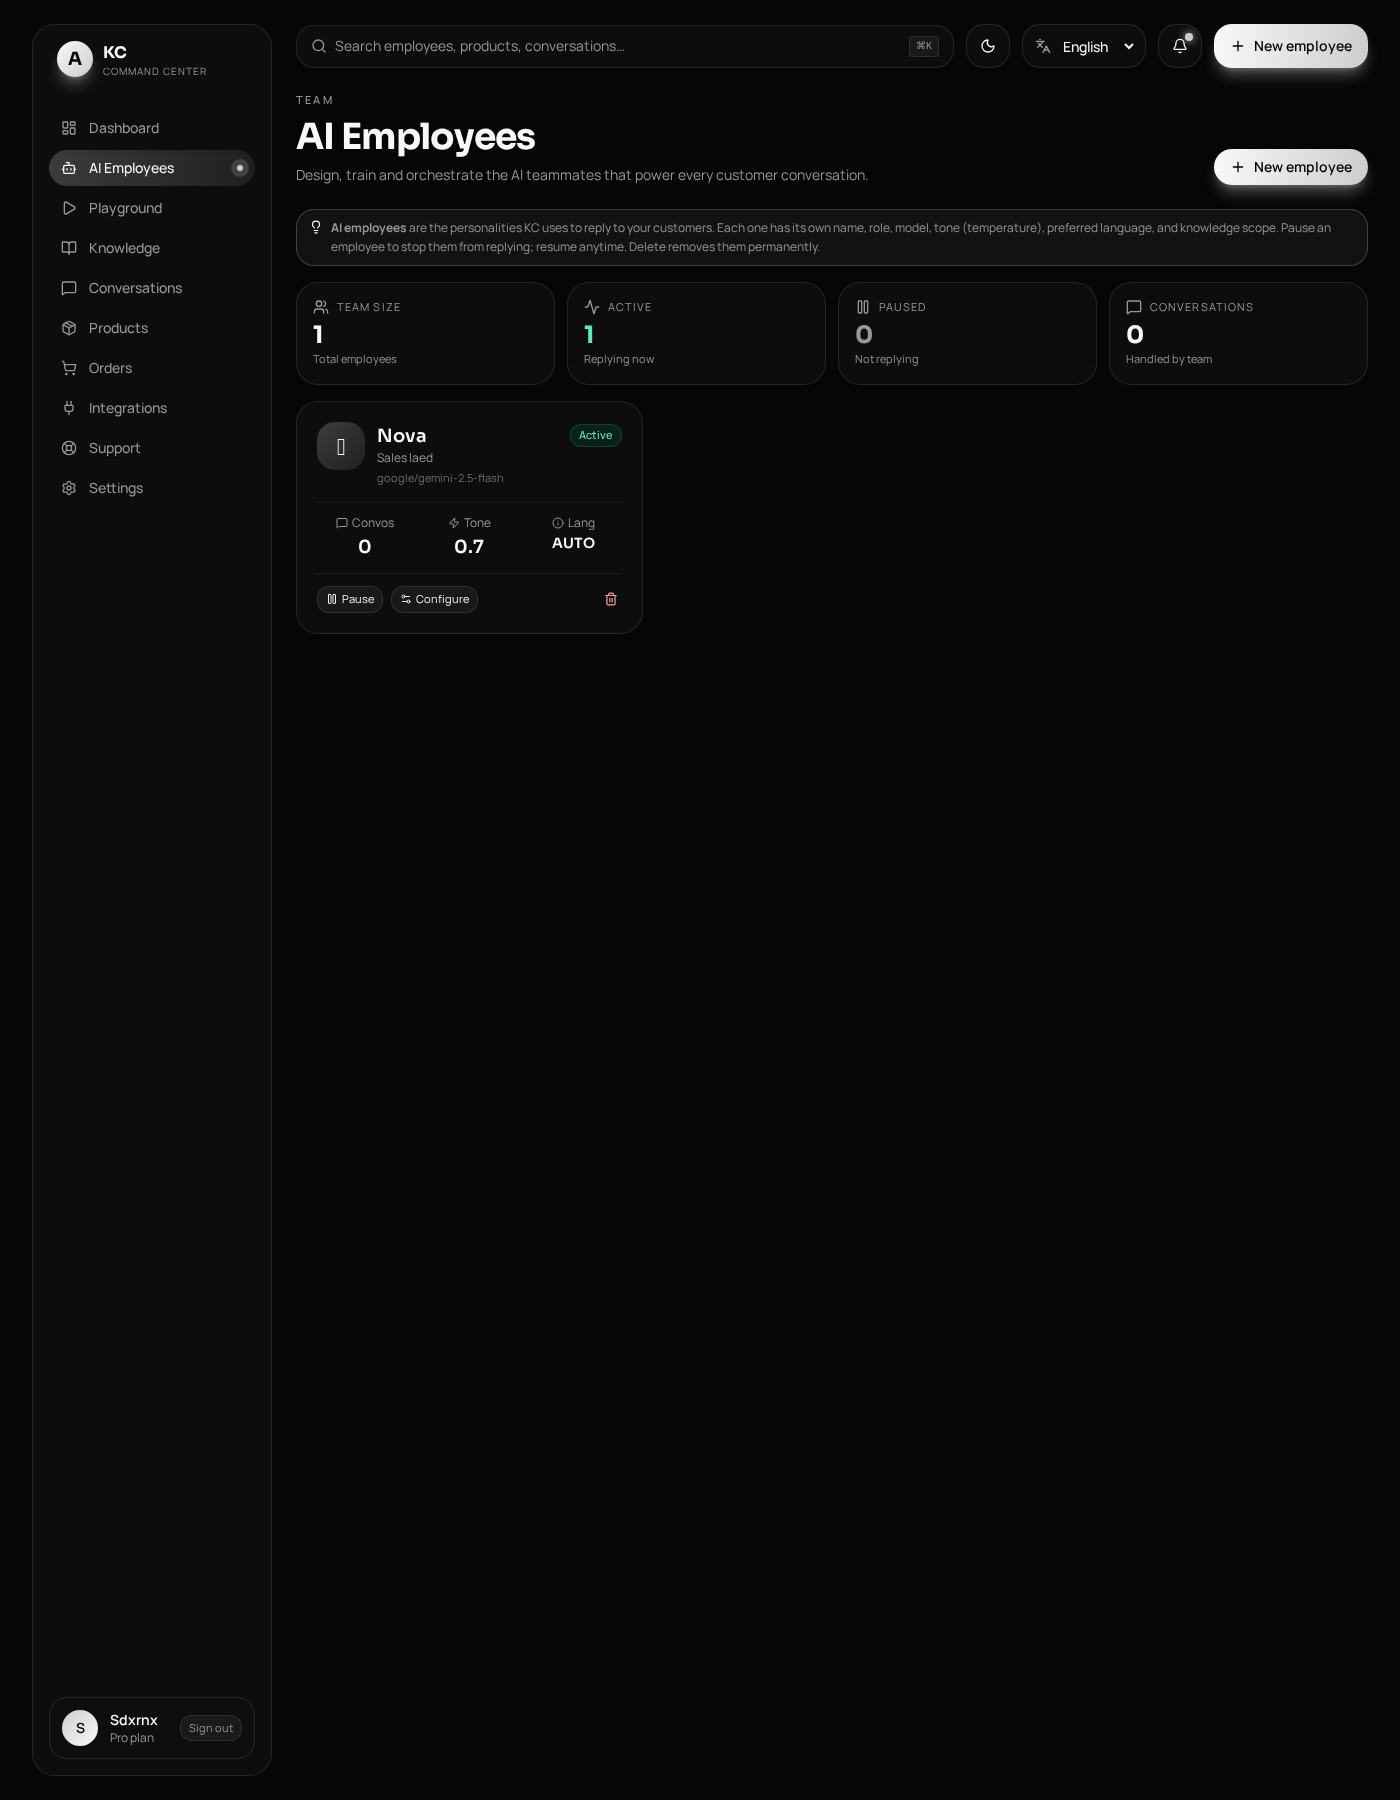 A
KC
COMMAND CENTER
Dashboard
AI Employees
Playground
Knowledge
Conversations
Products
Orders
Integrations
Support
Settings
S
Sdxrnx
Pro plan
Sign out
Search employees, products, conversations...
⌘K
English
New employee
TEAM
AI Employees
Design, train and orchestrate the AI teammates that power every customer conversation.
New employee
AI employees are the personalities KC uses to reply to your customers. Each one has its own name, role, model, tone (temperature), preferred language, and knowledge scope. Pause an
employee to stop them from replying; resume anytime. Delete removes them permanently.
TEAM SIZE
1
Total employees
ACTIVE
1
Replying now
PAUSED
0
Not replying
CONVERSATIONS
0
Handled by team
Nova
Active
Sales laed
google/gemini-2.5-flash
Convos
0
Tone
0.7
Lang
AUTO
Pause
Configure